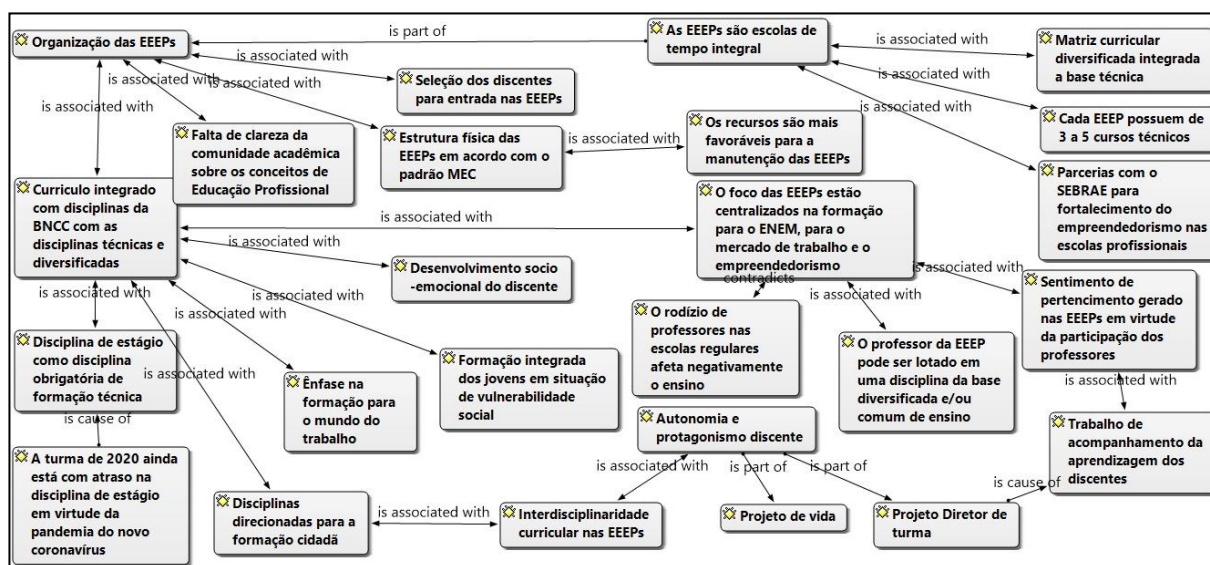 Organização das EEEPs
is part of
As EEEPs são escolas de
tempo integral
is associated with
Matriz curricular
diversificada integrada
a base técnica
is associated with
is associated with
is associated with
is associated with
Seleção dos discentes
para entrada nas EEEPs
is associated with
Cada EEEP possuem de
3 a 5 cursos técnicos
is associated with
Falta de clareza da
comunidade acadêmica
sobre os conceitos de
Educação Profissional
Estrutura física das
EEEPs em acordo com o
padrão MEC
is associated with
Os recursos são mais
favoráveis para a
manutenção das EEEPs
is associated with
Parcerias com o
SEBRAE para
fortalecimento do
empreendedorismo nas
escolas profissionais
Curriculo integrado
com disciplinas da
BNCC com as
disciplinas técnicas e
diversificadas
is associated with
O foco das EEEPs estão
centralizados na formação
para o ENEM, para o
mercado de trabalho e o
empreendedorismo
is associated with
Desenvolvimento socio
-emocional do discente
contradicts
is associated with
is associated with
Sentimento de
pertencimento gerado
nas EEEPs em virtude
da participação dos
professores
is associated with
is associated with
is associated with
Disciplina de estágio
como disciplina
obrigatória de
formação técnica
is associated with
Ênfase na
formação para
o mundo do
trabalho
Formação integrada
dos jovens em situação
de vulnerabilidade
social
O rodízio de
professores nas
escolas regulares
afeta negativamente
o ensino
O professor da EEEP
pode ser lotado em
uma disciplina da base
diversificada e/ou
comum de ensino
is associated with
is cause of
Autonomia e
protagonismo discente
Trabalho de
acompanhamento da
aprendizagem dos
discentes
A turma de 2020 ainda
está com atraso na
disciplina de estágio
em virtude da
pandemia do novo
coronavírus
is associated with
is part of
is part of
is cause of
Disciplinas
direcionadas para a
formação cidadã
is associated with
Interdisciplinaridade
curricular nas EEEPs
Projeto de vida
Projeto Diretor de
turma